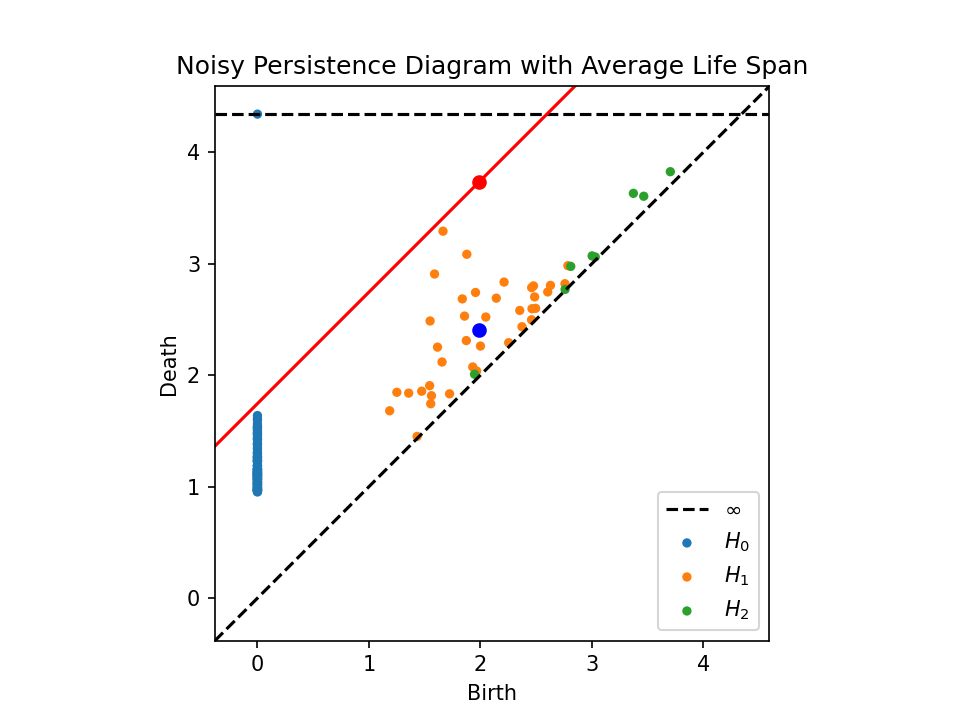 Noisy Persistence Diagram with Average Life Span
Death
4
3
2
1
0
0 1 2 3 4
Birth
∞
H₀
H₁
H₂